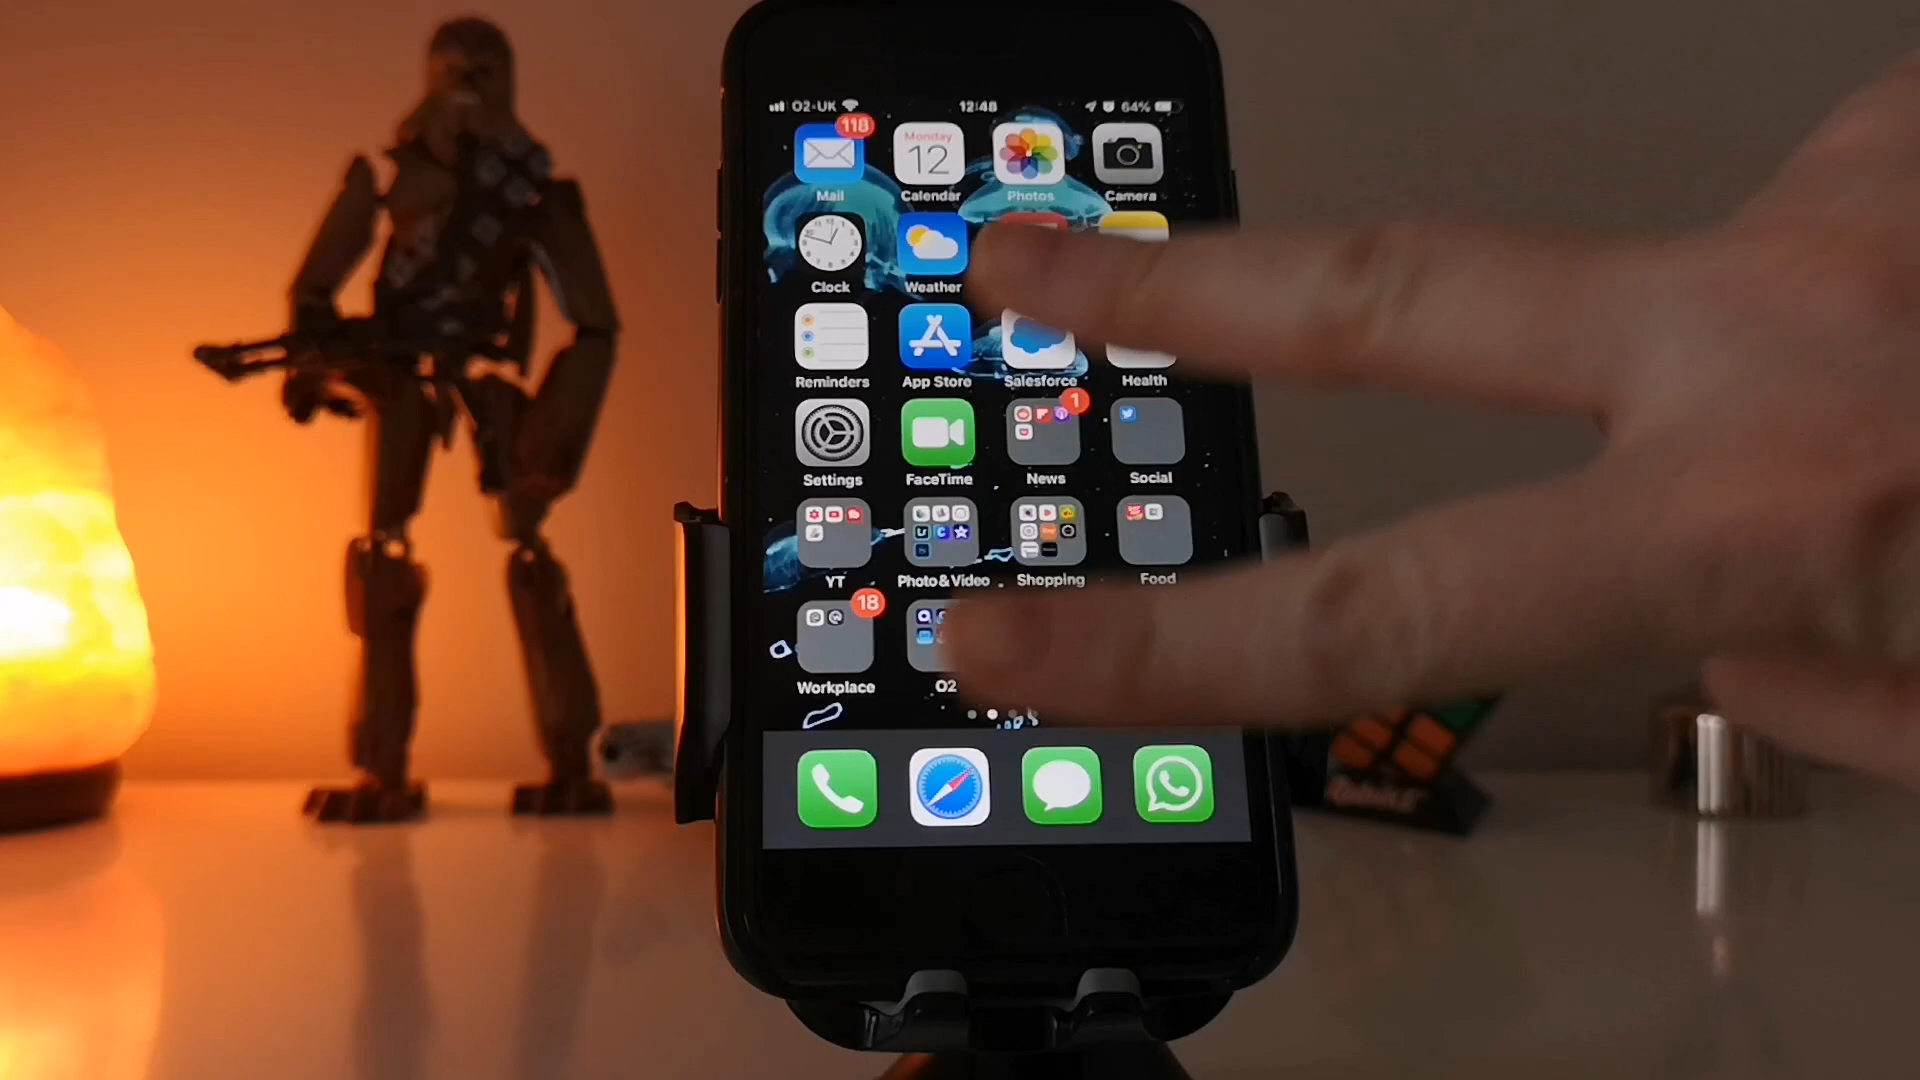 O2-UK 12:48 64%
118 Monday 12
Mail Calendar Photos Camera
Clock Weather
Reminders App Store Salesforce Health
1
Settings FaceTime News Social
YT Photo & Video Shopping Food
18
Workplace O2